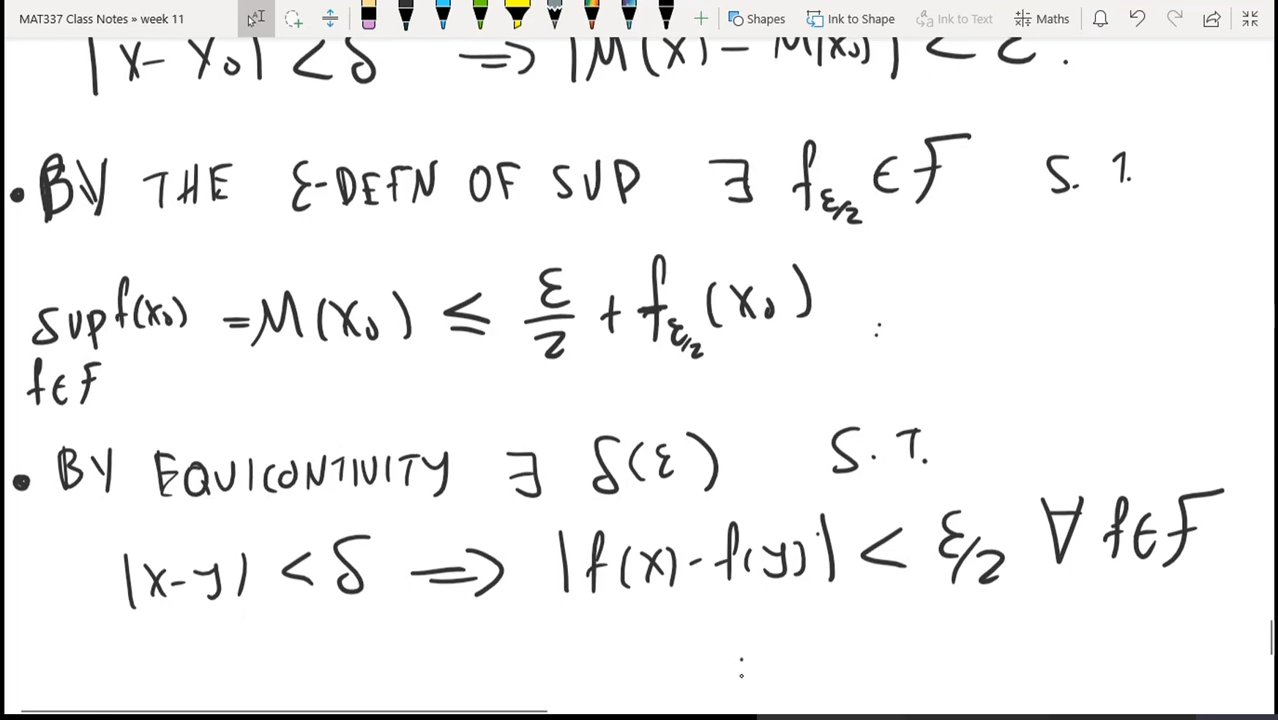 MAT337 Class Notes » week 11
Shapes Ink to Shape Ink to Text Maths
|x-x₀| < δ ⟹ |M(x) - M(x₀)| < ε.
• BY THE ε-DEFN OF SUP ∃ f_{ε/2} ∈ F S.T.
sup f(x₀) = M(x₀) ≤ ε/2 + f_{ε/2}(x₀)
f∈F
• BY EQUICONTIVITY ∃ δ(ε) S.T.
|x-y| < δ ⟹ |f(x)-f(y)| < ε/2 ∀ f∈F